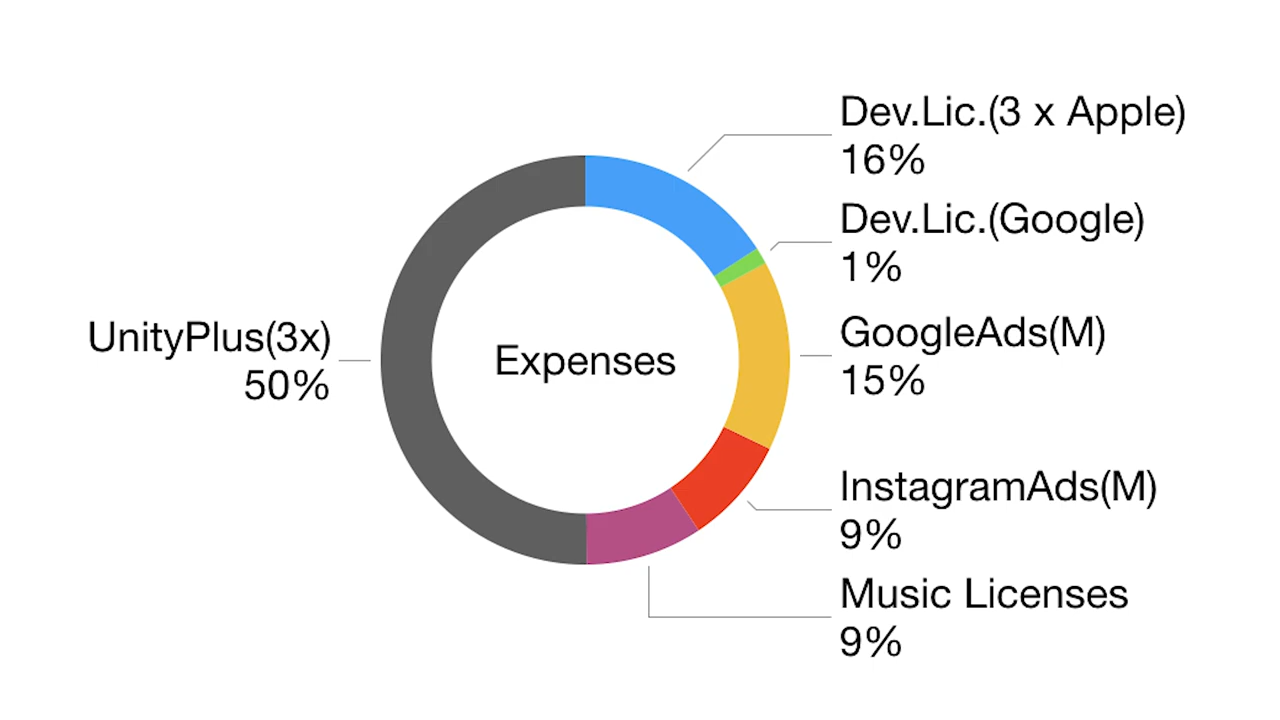 Dev.Lic.(3 x Apple)
16%
Dev.Lic.(Google)
1%
GoogleAds(M)
15%
UnityPlus(3x)
50%
Expenses
InstagramAds(M)
9%
Music Licenses
9%